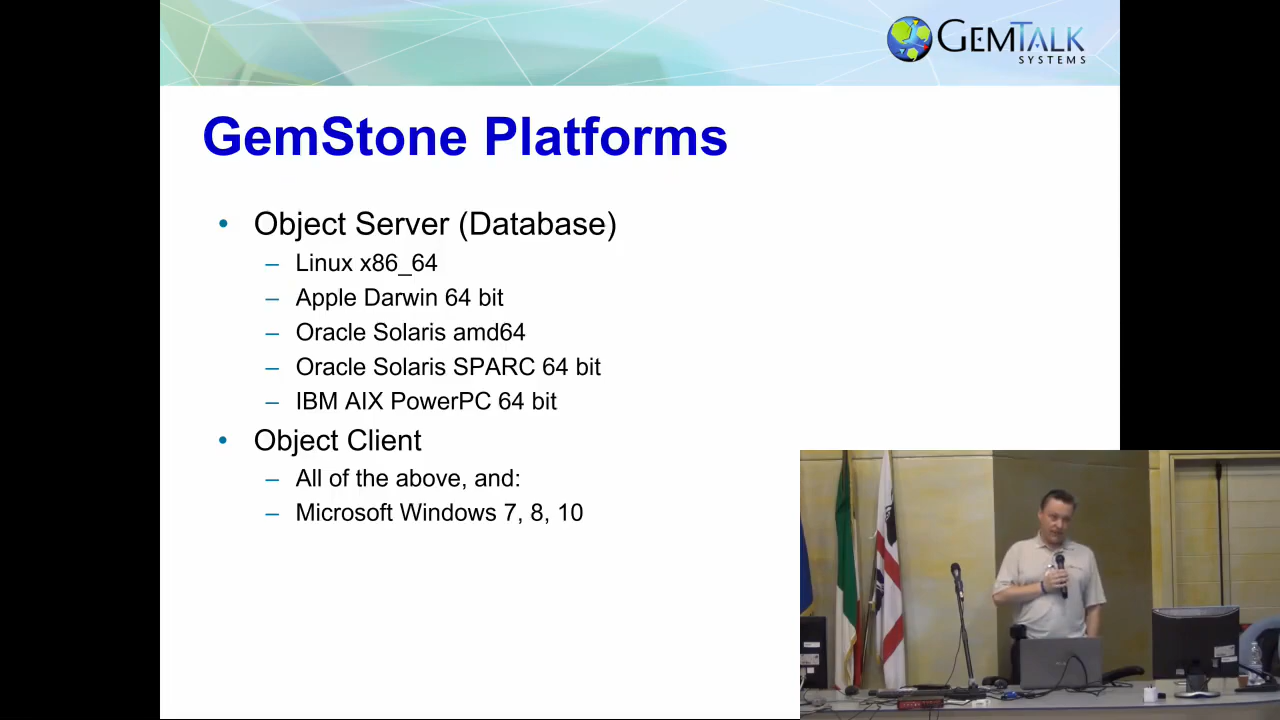 GEMTALK
SYSTEMS
GemStone Platforms
• Object Server (Database)
– Linux x86_64
– Apple Darwin 64 bit
– Oracle Solaris amd64
– Oracle Solaris SPARC 64 bit
– IBM AIX PowerPC 64 bit
• Object Client
– All of the above, and:
– Microsoft Windows 7, 8, 10